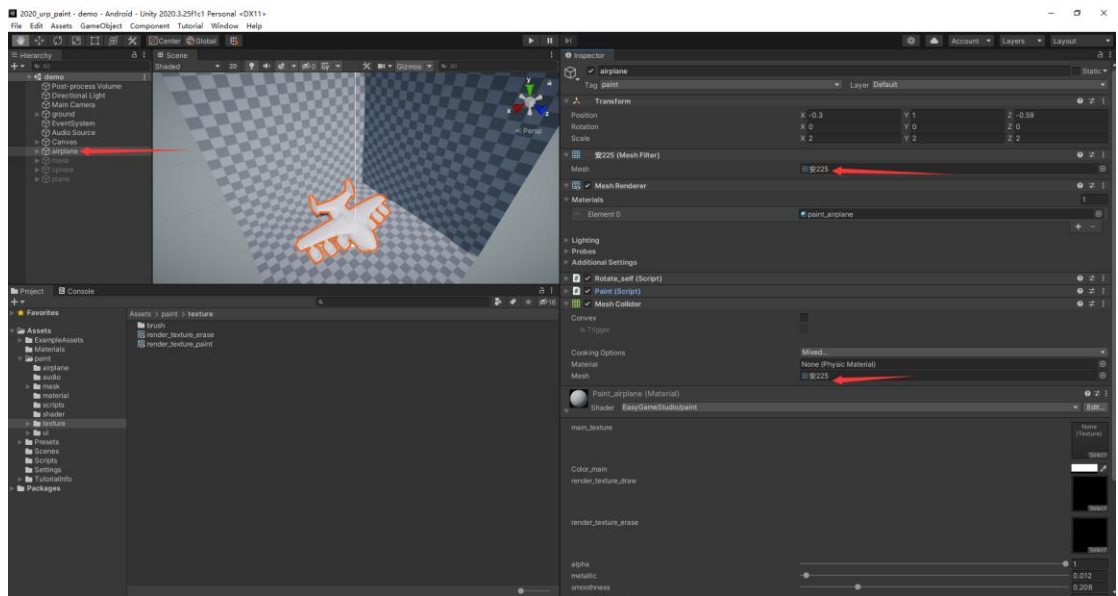 2020_urp_paint - demo - Android - Unity 2020.3.25f1c1 Personal <DX11>
File Edit Assets GameObject Component Tutorial Window Help
Center Global
Account Layers Layout
Hierarchy
All
demo
Post-process Volume
Directional Light
Main Camera
ground
EventSystem
Audio Source
Canvas
airplane
mask
sphere
plane
Scene
Shaded 2D Gizmos All
y
x
z
Persp
Project Console
16
Favorites
Assets
ExampleAssets
Materials
paint
airplane
audio
mask
material
scripts
shader
texture
ui
Presets
Scenes
Scripts
Settings
TutorialInfo
Packages
Assets > paint > texture
brush
render_texture_erase
render_texture_paint
Inspector
airplane Static
Tag paint Layer Default
Transform
Position X -0.3 Y 1 Z -0.59
Rotation X 0 Y 0 Z 0
Scale X 2 Y 2 Z 2
安225 (Mesh Filter)
Mesh 安225
Mesh Renderer
Materials 1
Element 0 paint_airplane
Lighting
Probes
Additional Settings
Rotate_self (Script)
Paint (Script)
Mesh Collider
Convex
Is Trigger
Cooking Options Mixed...
Material None (Physic Material)
Mesh 安225
Paint_airplane (Material)
Shader EasyGameStudio/paint Edit...
main_texture None
(Texture)
Select
Color_main
render_texture_draw
Select
render_texture_erase
Select
alpha 1
metallic 0.012
smoothness 0.208